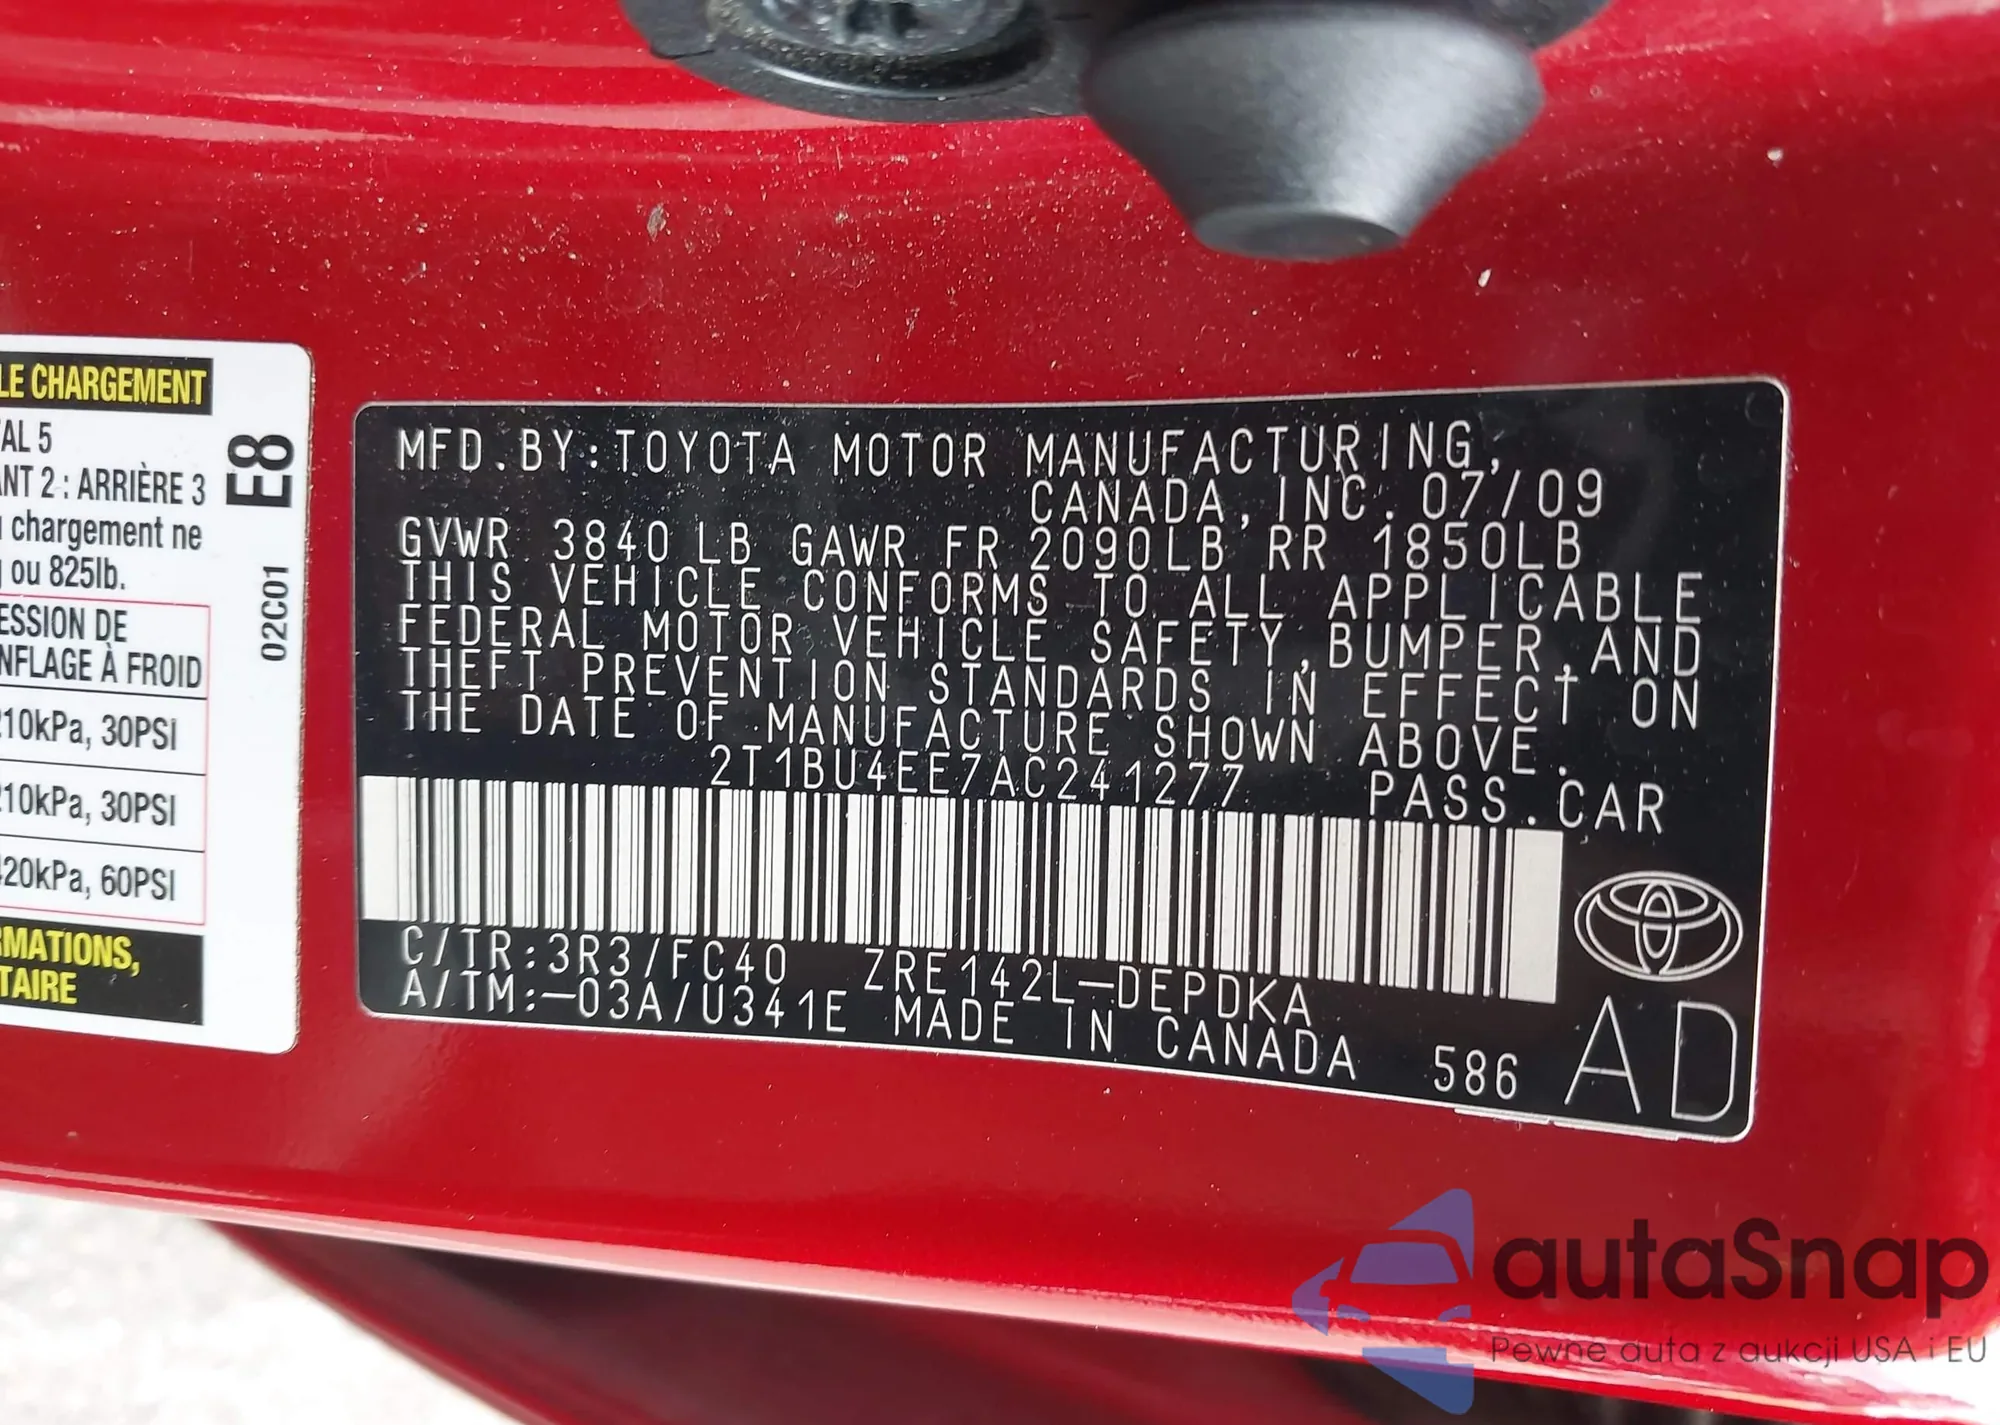 LE CHARGEMENT
AL 5
ANT 2 : ARRIÈRE 3
chargement ne
ou 825lb.
ESSION DE
NFLAGE À FROID
210kPa, 30PSI
210kPa, 30PSI
420kPa, 60PSI
RMATIONS,
TAIRE
E8
02C01
MFD.BY:TOYOTA MOTOR MANUFACTURING,
CANADA,INC. 07/09
GVWR 3840 LB GAWR FR 2090LB RR 1850LB
THIS VEHICLE CONFORMS TO ALL APPLICABLE
FEDERAL MOTOR VEHICLE SAFETY,BUMPER,AND
THEFT PREVENTION STANDARDS IN EFFECT ON
THE DATE OF MANUFACTURE SHOWN ABOVE.
2T1BU4EE7AC241277 PASS.CAR
C/TR:3R3/FC40 ZRE142L-DEPDKA
A/TM:-03A/U341E MADE IN CANADA 586 AD
autaSnap
Pewne auta z aukcji USA i EU